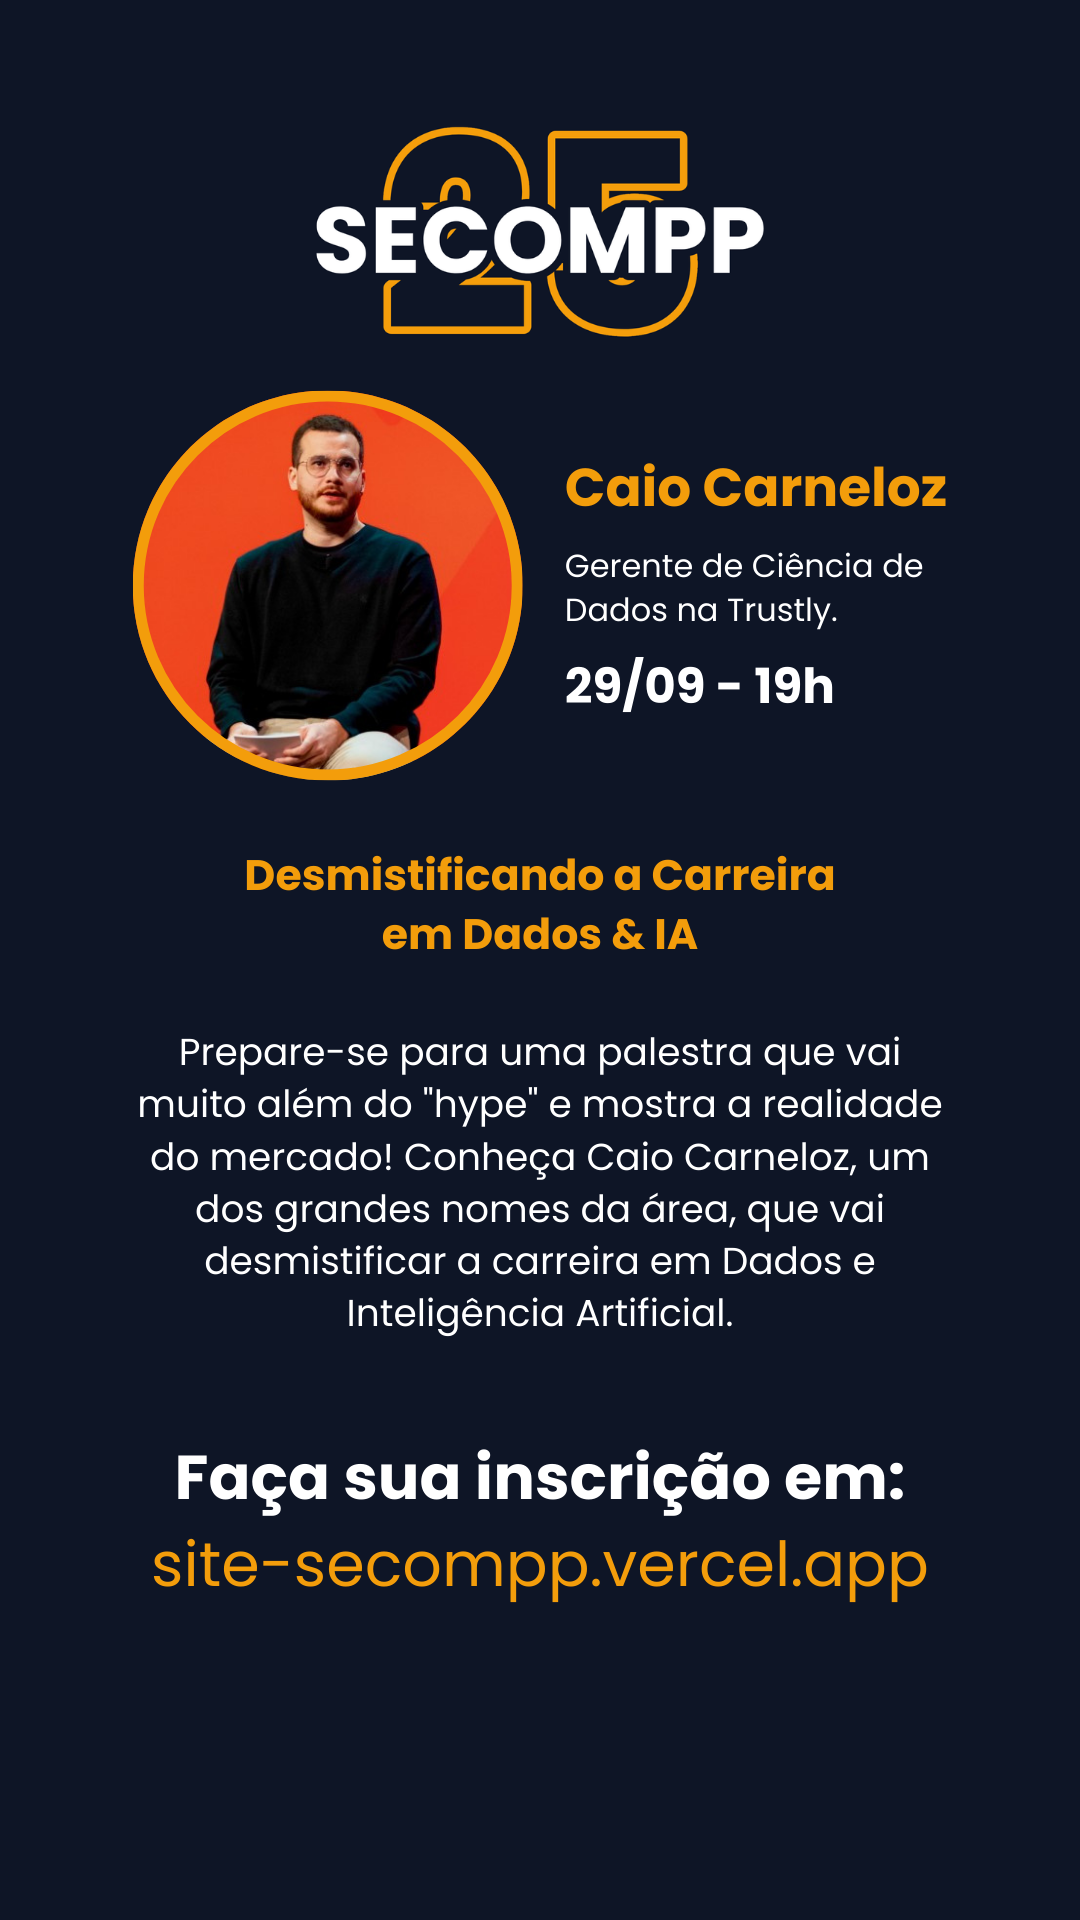 25
SECOMPP
Caio Carneloz
Gerente de Ciência de
Dados na Trustly.
29/09 - 19h
Desmistificando a Carreira
em Dados & IA
Prepare-se para uma palestra que vai
muito além do "hype" e mostra a realidade
do mercado! Conheça Caio Carneloz, um
dos grandes nomes da área, que vai
desmistificar a carreira em Dados e
Inteligência Artificial.
Faça sua inscrição em:
site-secompp.vercel.app